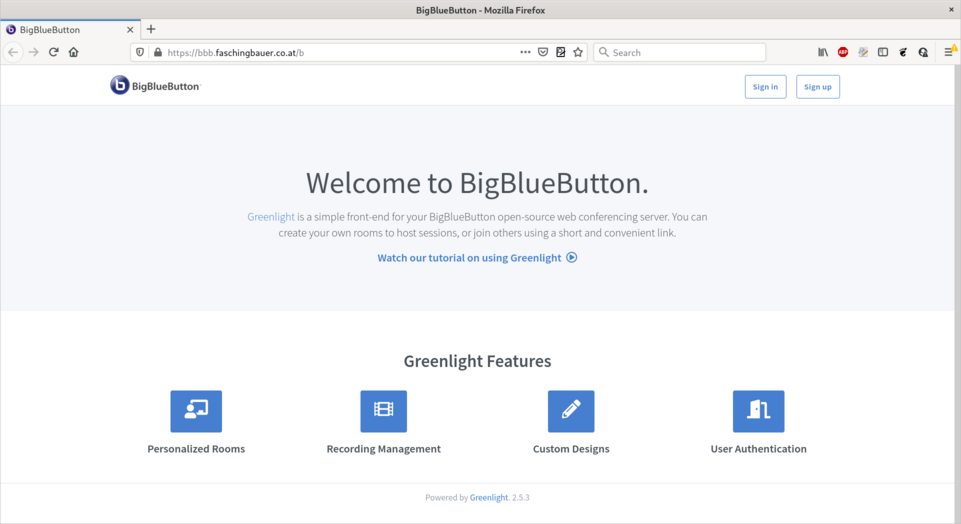 BigBlueButton - Mozilla Firefox
BigBlueButton
https://bbb.faschingbauer.co.at/b
Search
ABP
BigBlueButton
Sign in
Sign up
Welcome to BigBlueButton.
Greenlight is a simple front-end for your BigBlueButton open-source web conferencing server. You can
create your own rooms to host sessions, or join others using a short and convenient link.
Watch our tutorial on using Greenlight
Greenlight Features
Personalized Rooms
Recording Management
Custom Designs
User Authentication
Powered by Greenlight. 2.5.3